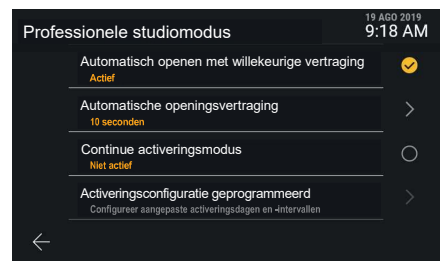 19 AGO 2019
Professionele studiomodus
9:18 AM
Automatisch openen met willekeurige vertraging
Actief
Automatische openingsvertraging
10 seconden
Continue activeringsmodus
Niet actief
Activeringsconfiguratie geprogrammeerd
Configureer aangepaste activeringsdagen en -intervallen